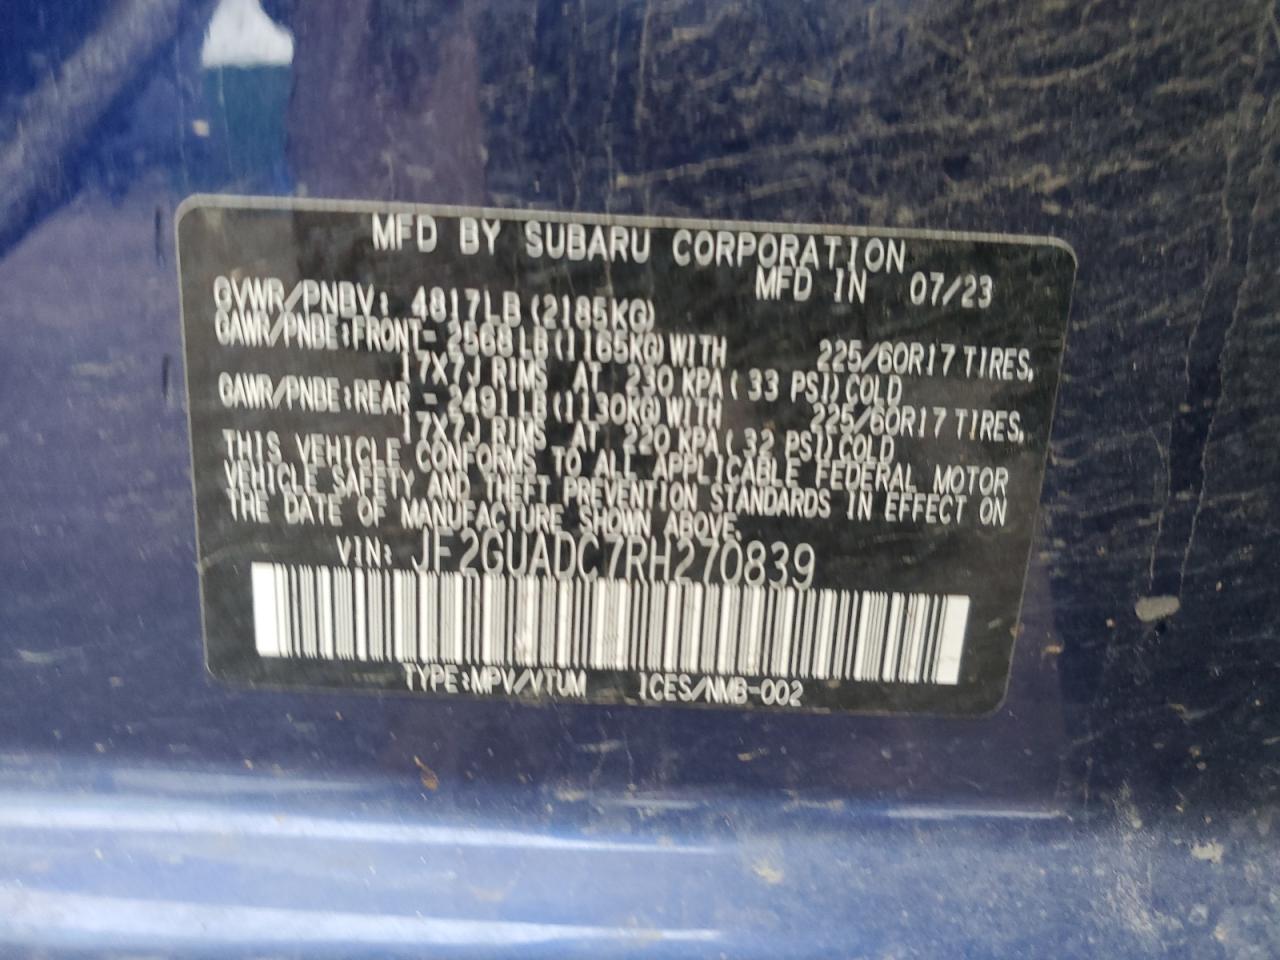 MFD BY SUBARU CORPORATION
MFD IN 07/23
GVWR/PNBV: 4817LB(2185KG)
GAWR/PNBE:FRONT- 2568LB(1165KG)WITH 225/60R17 TIRES,
17X7J RIMS AT 230 KPA( 33 PSI)COLD
GAWR/PNBE:REAR - 2491LB(1130KG)WITH 225/60R17 TIRES,
17X7J RIMS AT 220 KPA( 32 PSI)COLD
THIS VEHICLE CONFORMS TO ALL APPLICABLE FEDERAL MOTOR
VEHICLE SAFETY AND THEFT PREVENTION STANDARDS IN EFFECT ON
THE DATE OF MANUFACTURE SHOWN ABOVE.
VIN: JF2GUADC7RH270839
TYPE:MPV/VTUM ICES/NMB-002